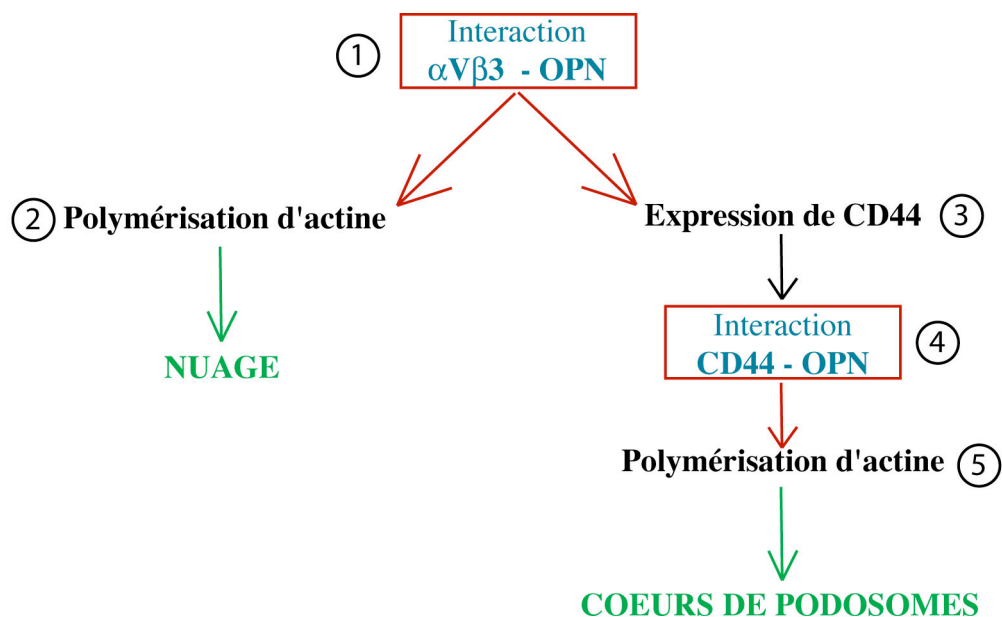 ① Interaction
αVβ3 - OPN
② Polymérisation d'actine
Expression de CD44 ③
NUAGE
Interaction
CD44 - OPN ④
Polymérisation d'actine ⑤
COEURS DE PODOSOMES